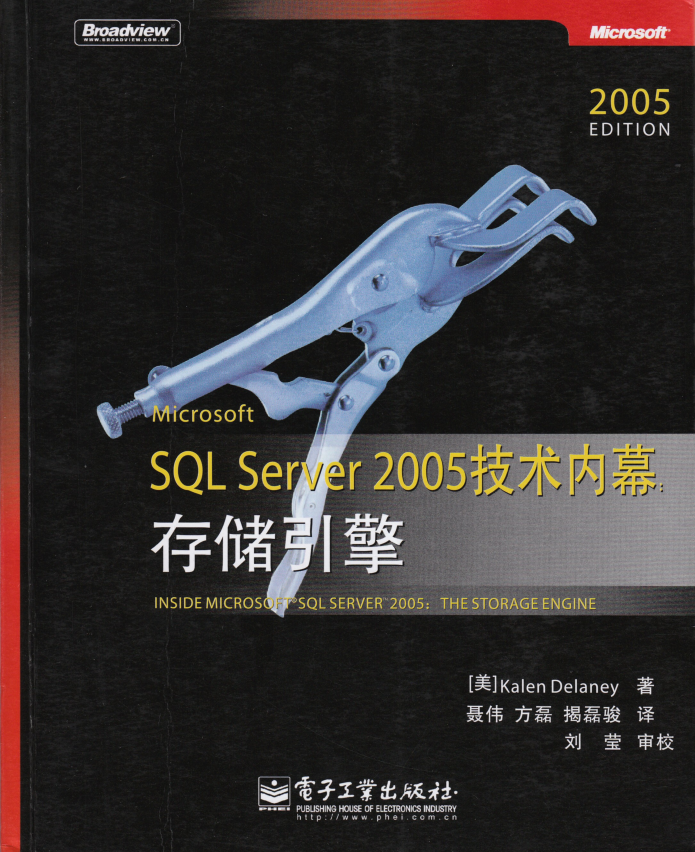 Broadview®
WWW.BROADVIEW.COM.CN
Microsoft®
2005
EDITION
Microsoft
SQL Server 2005技术内幕:
存储引擎
INSIDE MICROSOFT®SQL SERVER™2005: THE STORAGE ENGINE
[美]Kalen Delaney 著
聂伟 方磊 揭磊骏 译
刘 莹 审校
電子工業出版社·
PHEI PUBLISHING HOUSE OF ELECTRONICS INDUSTRY
http://www.phei.com.cn